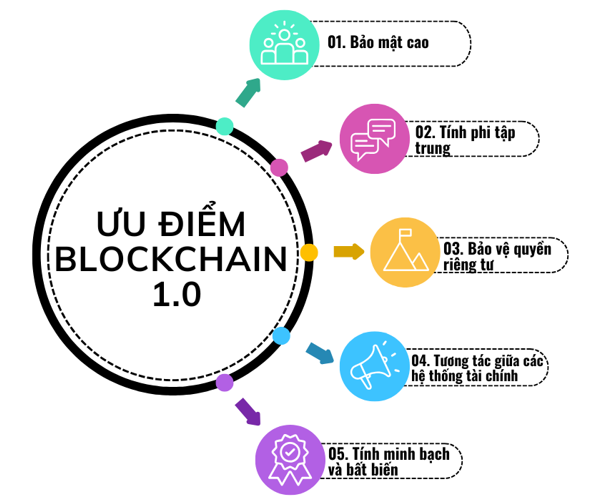 01. Bảo mật cao
02. Tính phi tập
trung
ƯU ĐIỂM
BLOCKCHAIN
1.0
03. Bảo vệ quyền
riêng tư
04. Tương tác giữa các
hệ thống tài chính
05. Tính minh bạch
và bất biến